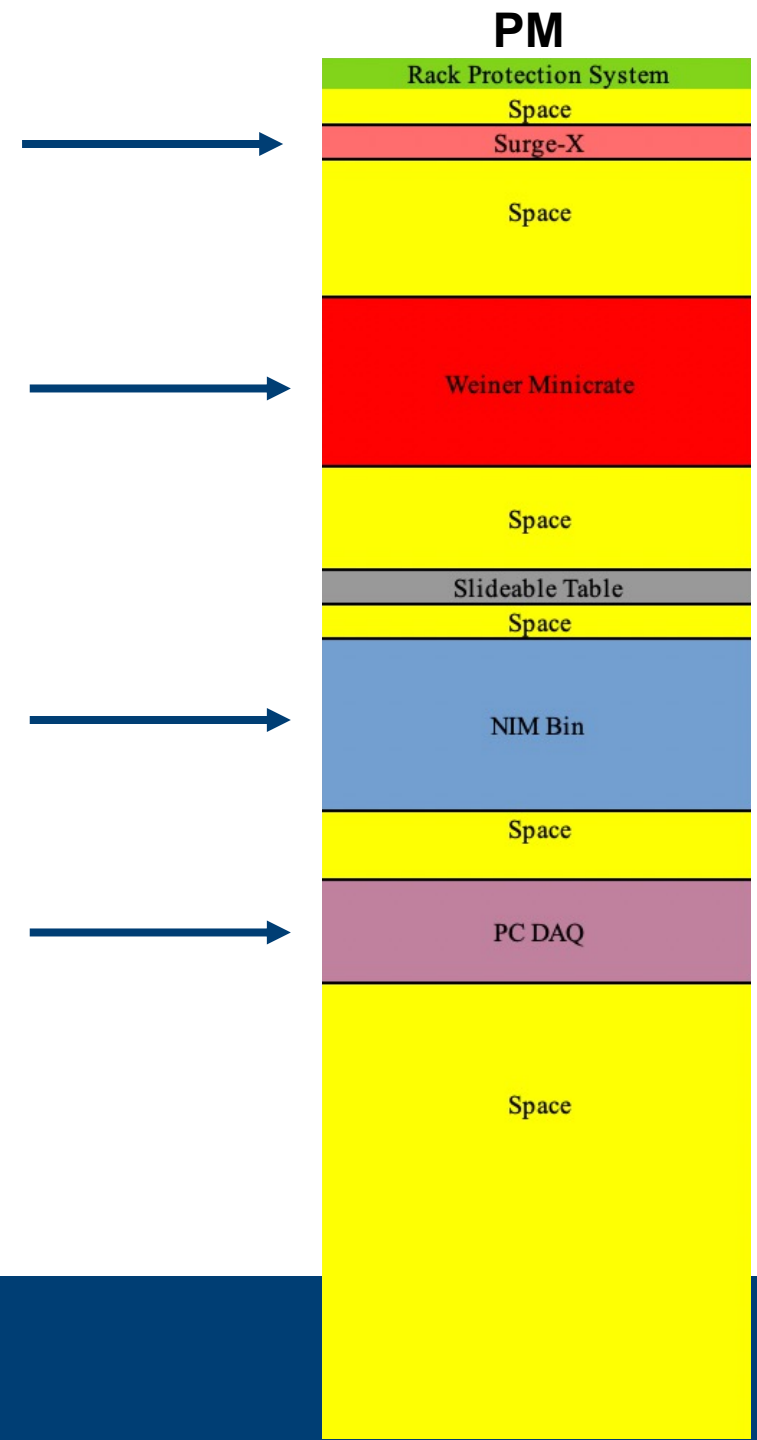 PM
Rack Protection System
Space
Surge-X
Space
Weiner Minicrate
Space
Slideable Table
Space
NIM Bin
Space
PC DAQ
Space